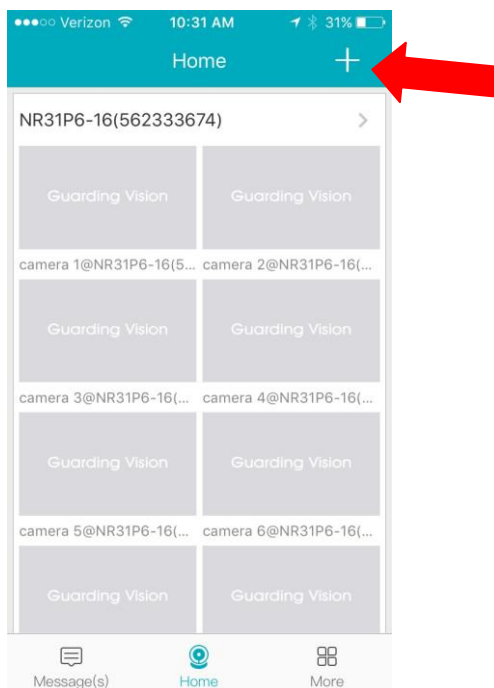 ●●●○○ Verizon 10:31 AM 31%
Home +
NR31P6-16(562333674) >
Guarding Vision Guarding Vision
camera 1@NR31P6-16(5... camera 2@NR31P6-16(...
Guarding Vision Guarding Vision
camera 3@NR31P6-16(... camera 4@NR31P6-16(...
Guarding Vision Guarding Vision
camera 5@NR31P6-16(... camera 6@NR31P6-16(...
Guarding Vision Guarding Vision
Message(s) Home More